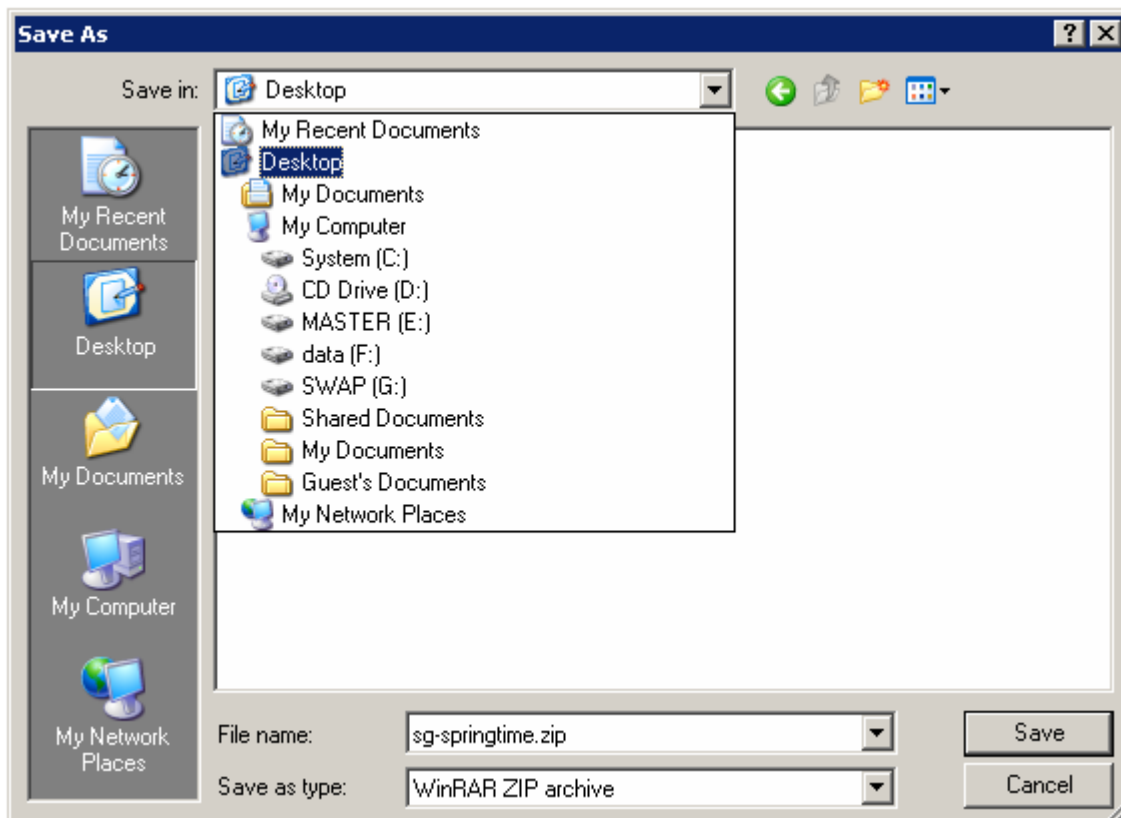 Save As
Save in:
Desktop
My Recent Documents
Desktop
My Documents
My Computer
System (C:)
CD Drive (D:)
MASTER (E:)
data (F:)
SWAP (G:)
Shared Documents
My Documents
Guest's Documents
My Network Places
My Recent
Documents
Desktop
My Documents
My Computer
My Network
Places
File name:
sg-springtime.zip
Save
Save as type:
WinRAR ZIP archive
Cancel